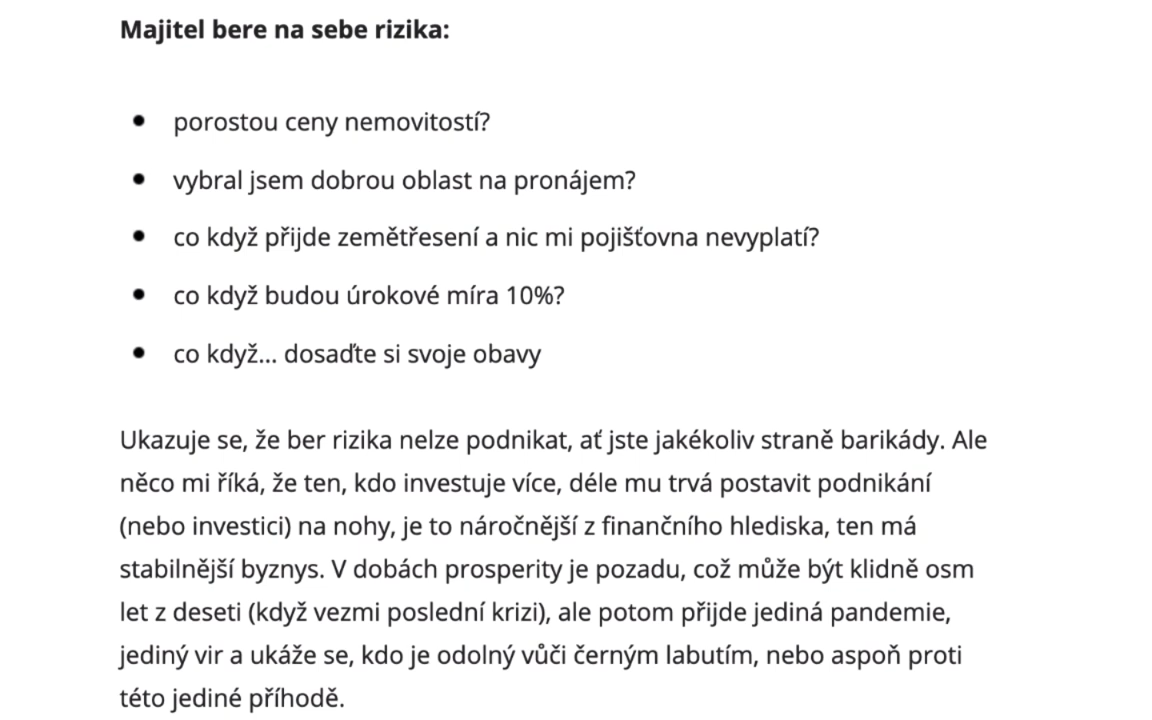 Majitel bere na sebe rizika:
porostou ceny nemovitostí?
vybral jsem dobrou oblast na pronájem?
co když přijde zemětřesení a nic mi pojišťovna nevyplatí?
co když budou úrokové míra 10%?
co když... dosaďte si svoje obavy
Ukazuje se, že ber rizika nelze podnikat, ať jste jakékoliv straně barikády. Ale
něco mi říká, že ten, kdo investuje více, déle mu trvá postavit podnikání
(nebo investici) na nohy, je to náročnější z finančního hlediska, ten má
stabilnější byznys. V dobách prosperity je pozadu, což může být klidně osm
let z deseti (když vezmi poslední krizi), ale potom přijde jediná pandemie,
jediný vir a ukáže se, kdo je odolný vůči černým labutím, nebo aspoň proti
této jediné příhodě.